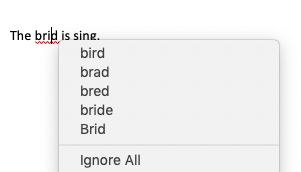 The brid is sing.
bird
brad
bred
bride
Brid
Ignore All